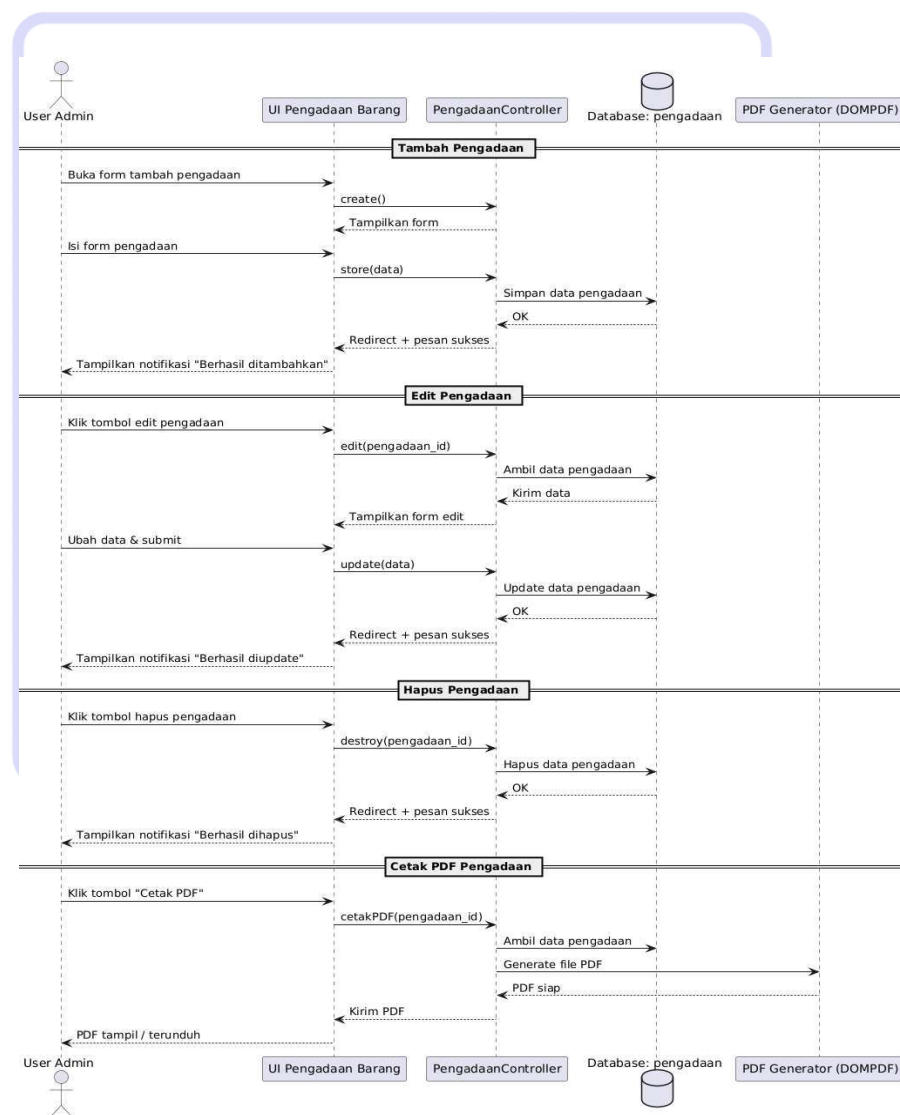 User Admin
UI Pengadaan Barang
PengadaanController
Database: pengadaan
PDF Generator (DOMPDF)
Tambah Pengadaan
Buka form tambah pengadaan
create()
Tampilkan form
Isi form pengadaan
store(data)
Simpan data pengadaan
OK
Redirect + pesan sukses
Tampilkan notifikasi "Berhasil ditambahkan"
Edit Pengadaan
Klik tombol edit pengadaan
edit(pengadaan_id)
Ambil data pengadaan
Kirim data
Tampilkan form edit
Ubah data & submit
update(data)
Update data pengadaan
OK
Redirect + pesan sukses
Tampilkan notifikasi "Berhasil diupdate"
Hapus Pengadaan
Klik tombol hapus pengadaan
destroy(pengadaan_id)
Hapus data pengadaan
OK
Redirect + pesan sukses
Tampilkan notifikasi "Berhasil dihapus"
Cetak PDF Pengadaan
Klik tombol "Cetak PDF"
cetakPDF(pengadaan_id)
Ambil data pengadaan
Generate file PDF
PDF siap
Kirim PDF
PDF tampil / terunduh
User Admin
UI Pengadaan Barang
PengadaanController
Database: pengadaan
PDF Generator (DOMPDF)